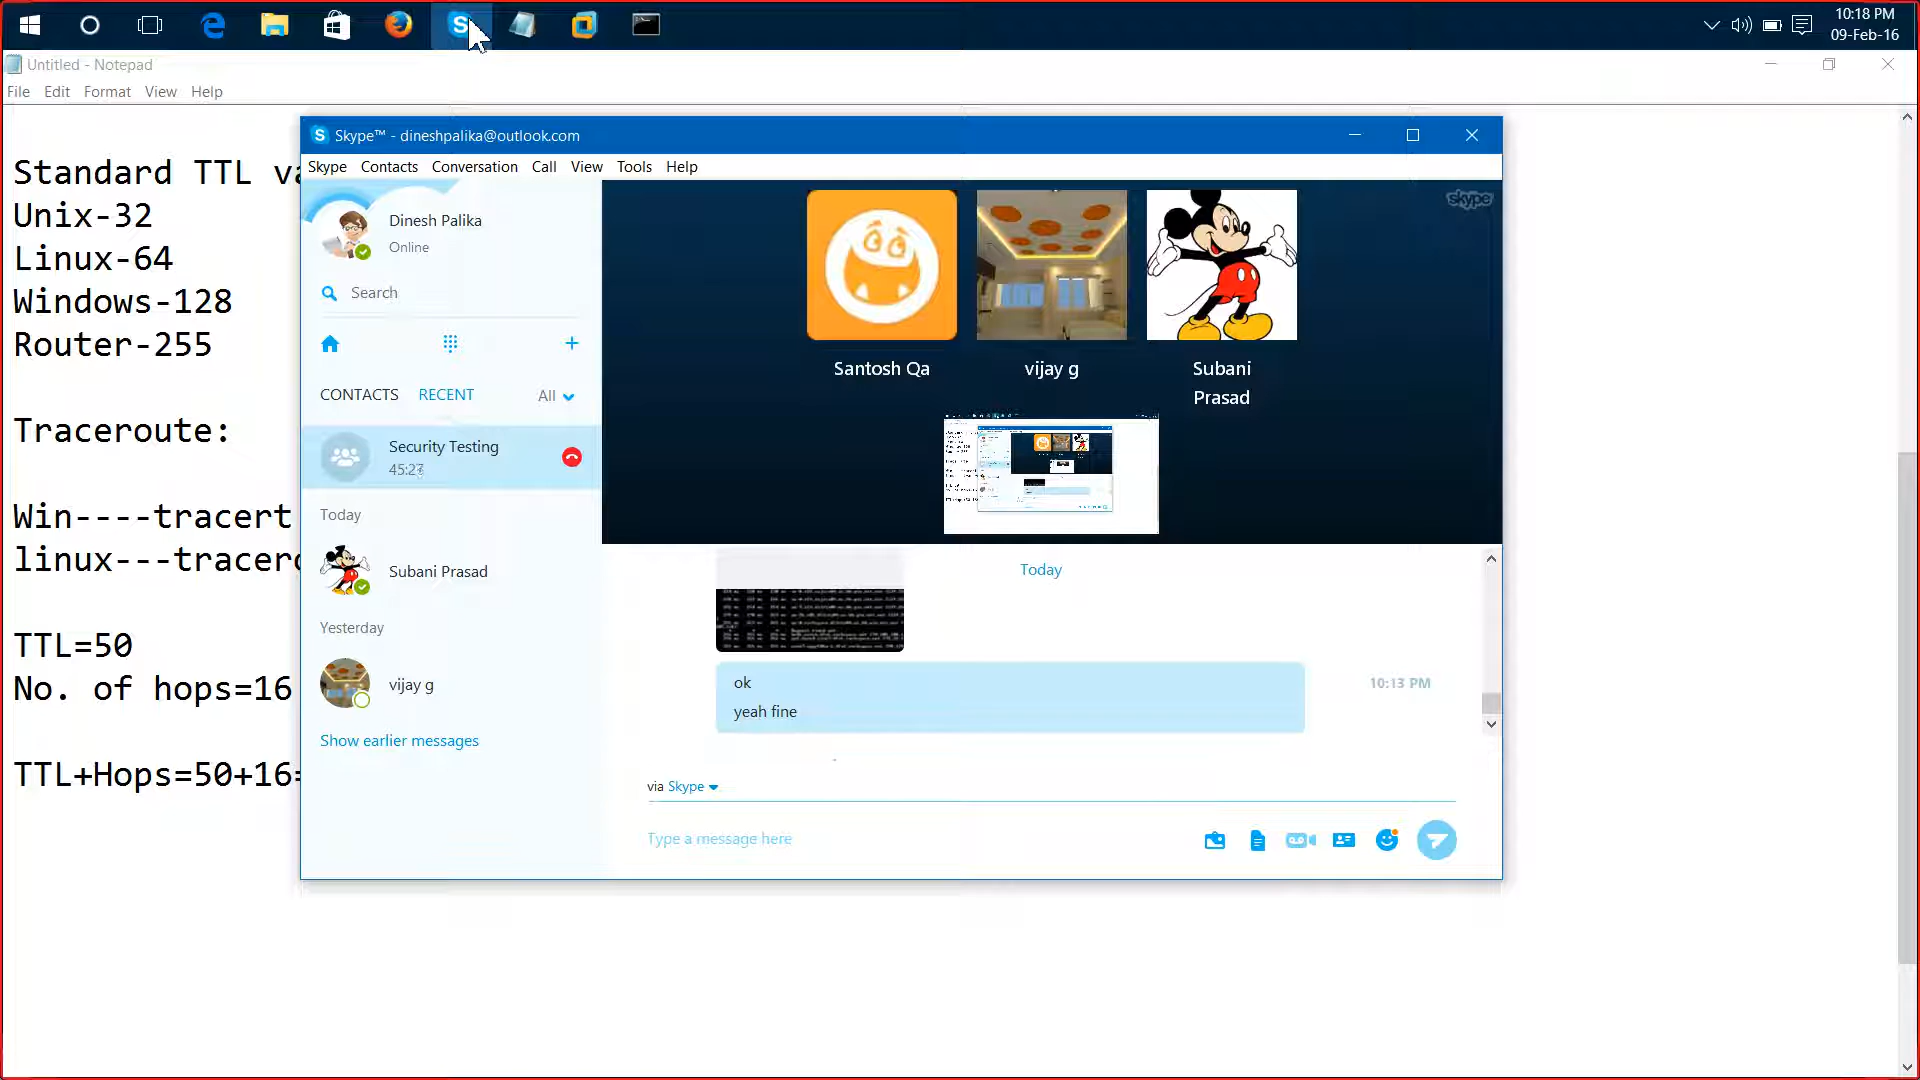 10:18 PM
09-Feb-16
Untitled - Notepad
File Edit Format View Help
Standard TTL va
Unix-32
Linux-64
Windows-128
Router-255
Traceroute:
Win----tracert
linux---tracero
TTL=50
No. of hops=16
TTL+Hops=50+16=
Skype™ - dineshpalika@outlook.com
Skype Contacts Conversation Call View Tools Help
Dinesh Palika
Online
Search
CONTACTS RECENT All
Security Testing
45:27
Today
Subani Prasad
Yesterday
vijay g
Show earlier messages
skype
Santosh Qa
vijay g
Subani
Prasad
Today
ok
10:13 PM
yeah fine
via Skype
Type a message here